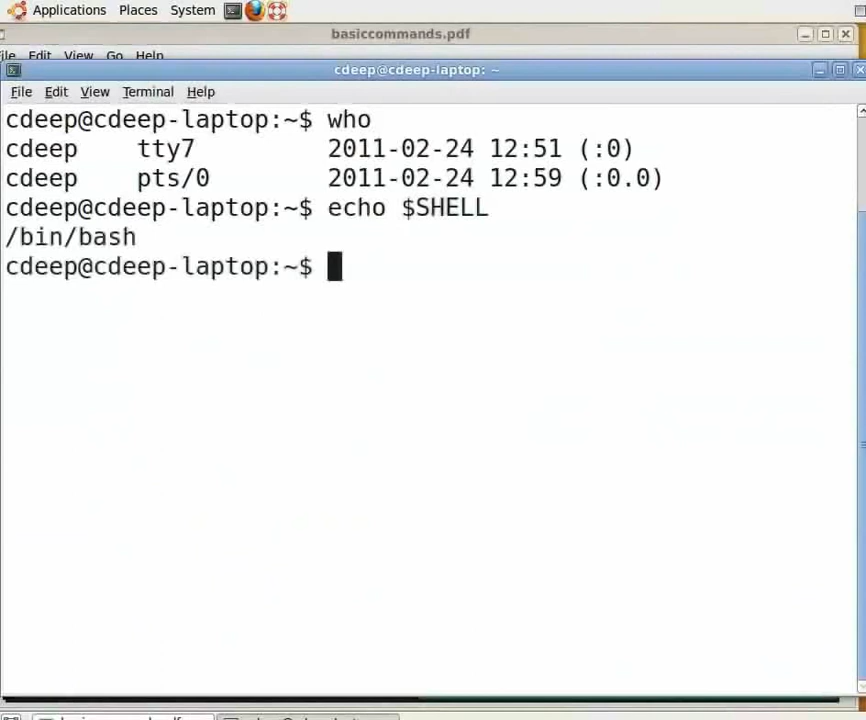 Applications Places System
basiccommands.pdf
File Edit View Go Help
cdeep@cdeep-laptop: ~
File Edit View Terminal Help
cdeep@cdeep-laptop:~$ who
cdeep tty7 2011-02-24 12:51 (:0)
cdeep pts/0 2011-02-24 12:59 (:0.0)
cdeep@cdeep-laptop:~$ echo $SHELL
/bin/bash
cdeep@cdeep-laptop:~$